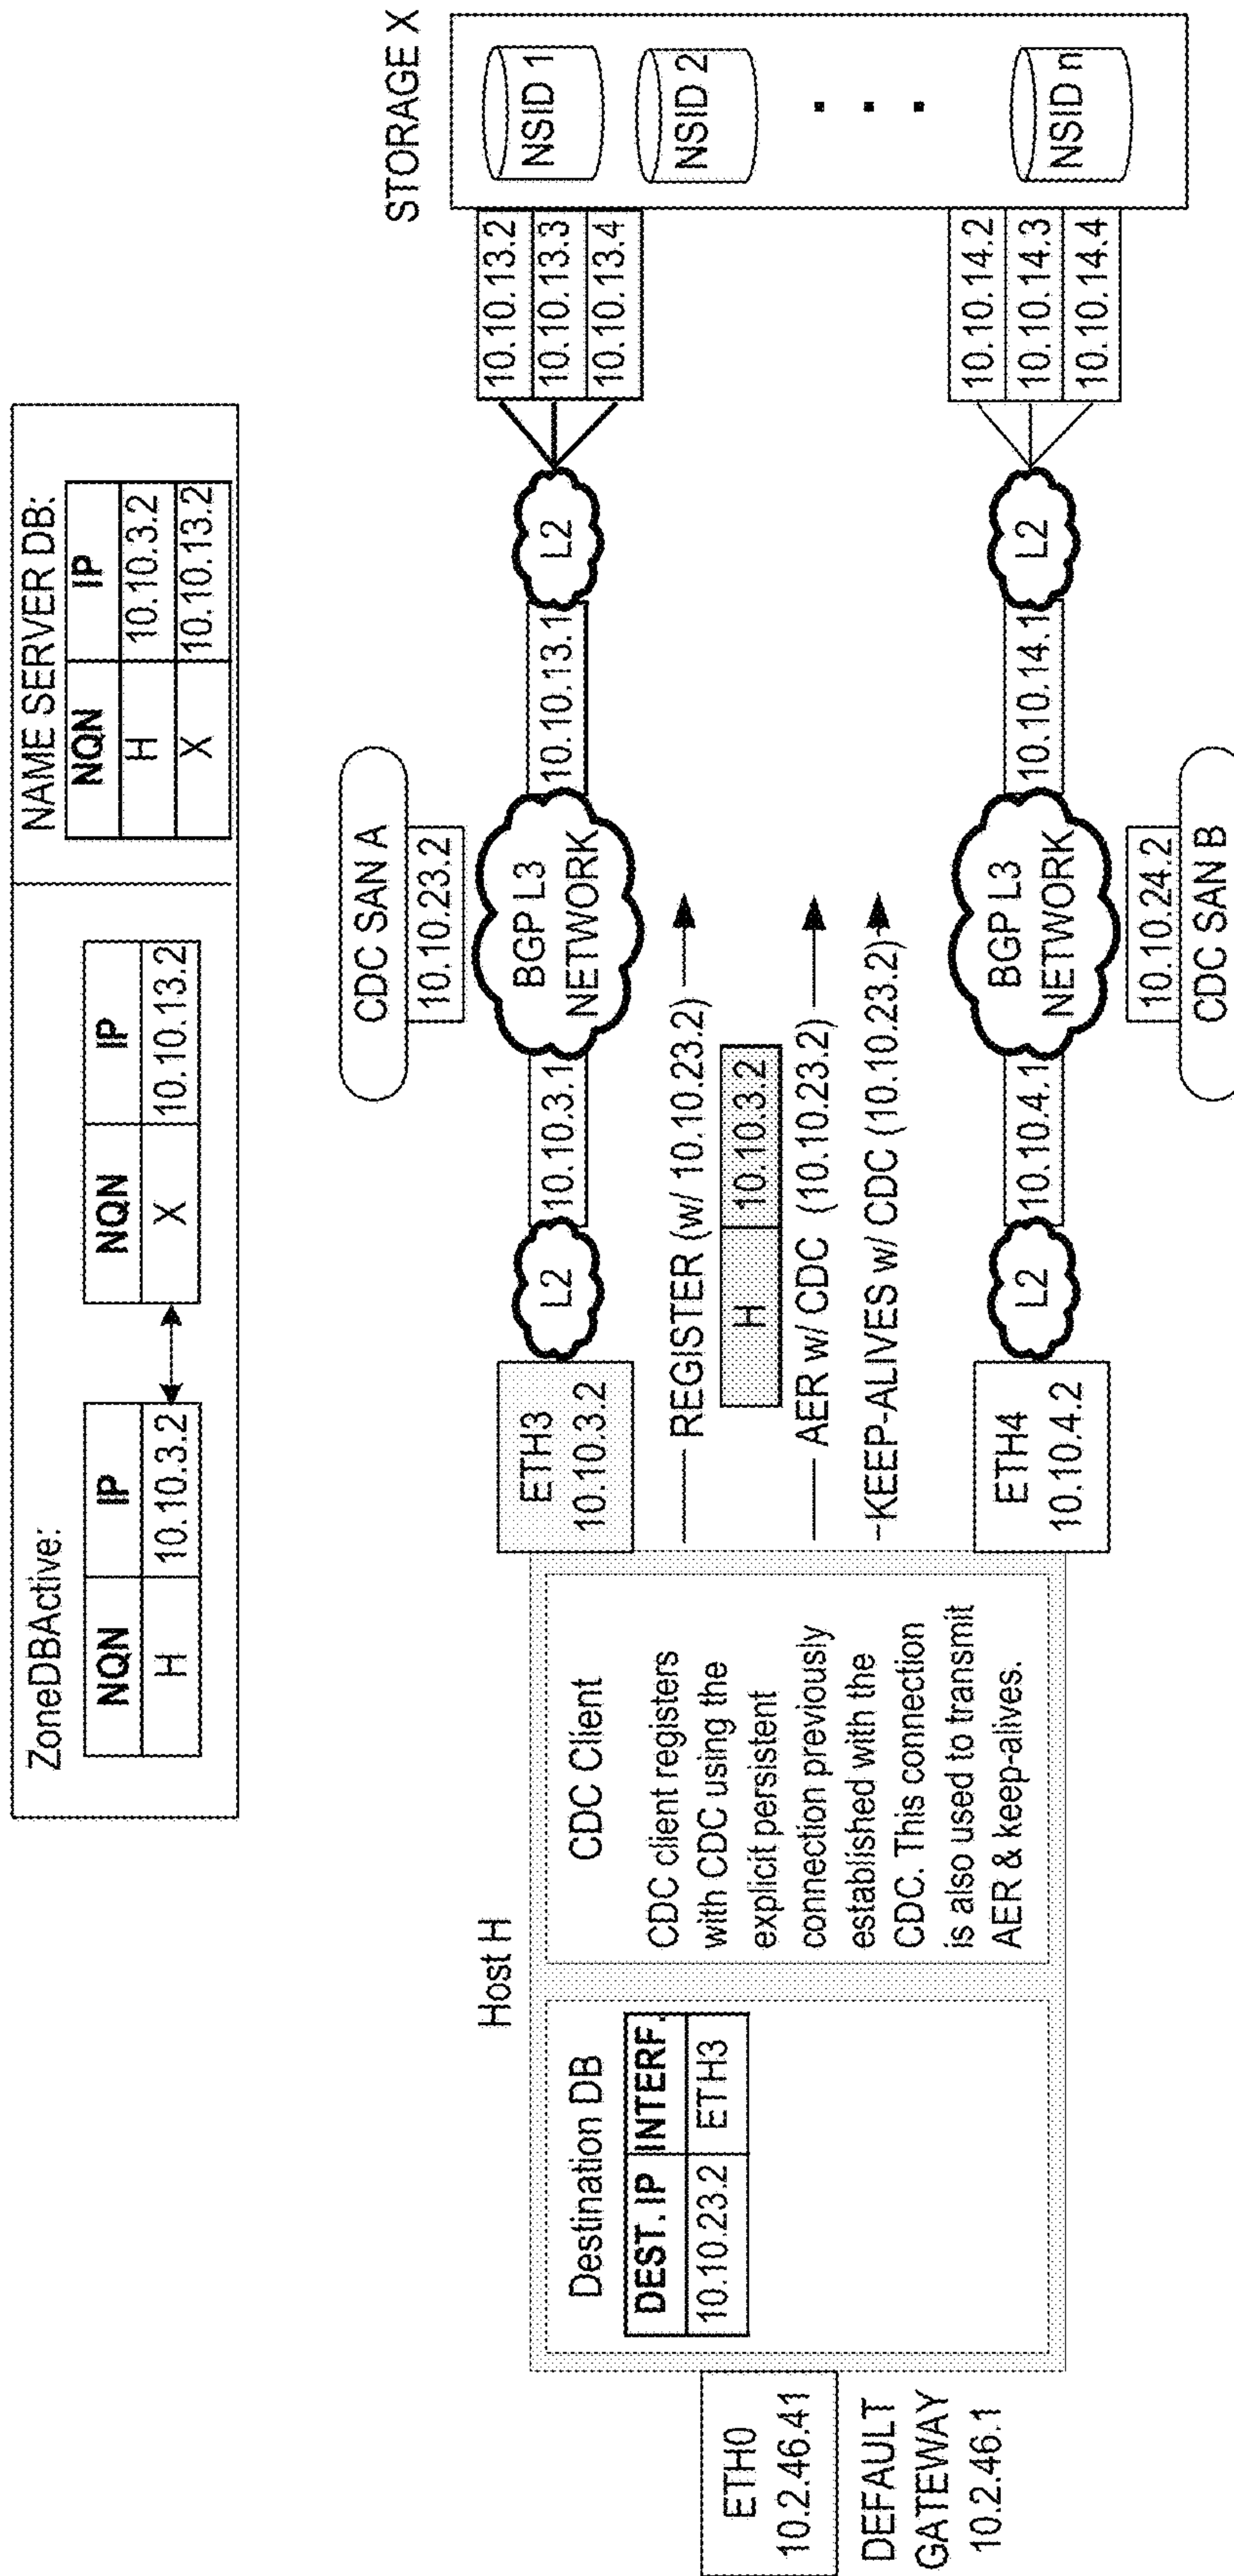 ZoneDBActive:
NQN IP
H 10.10.3.2
NQN IP
X 10.10.13.2
NAME SERVER DB:
NQN IP
H 10.10.3.2
X 10.10.13.2
Host H
ETH0
10.2.46.41
DEFAULT
GATEWAY
10.2.46.1
Destination DB
DEST. IP INTERF.
10.10.23.2 ETH3
CDC Client
CDC client registers
with CDC using the
explicit persistent
connection previously
established with the
CDC. This connection
is also used to transmit
AER & keep-alives.
ETH3
10.10.3.2
L2
10.10.3.1
CDC SAN A
10.10.23.2
BGP L3
NETWORK
10.10.13.1
L2
10.10.13.2
10.10.13.3
10.10.13.4
REGISTER (w/ 10.10.23.2)
H 10.10.3.2
AER w/ CDC (10.10.23.2)
KEEP-ALIVES w/ CDC (10.10.23.2)
ETH4
10.10.4.2
L2
10.10.4.1
BGP L3
NETWORK
10.10.24.2
CDC SAN B
10.10.14.1
L2
10.10.14.2
10.10.14.3
10.10.14.4
STORAGE X
NSID 1
NSID 2
. . .
NSID n